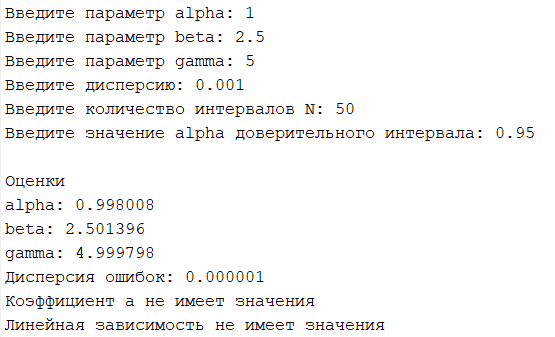 Введите параметр alpha: 1
Введите параметр beta: 2.5
Введите параметр gamma: 5
Введите дисперсию: 0.001
Введите количество интервалов N: 50
Введите значение alpha доверительного интервала: 0.95
Оценки
alpha: 0.998008
beta: 2.501396
gamma: 4.999798
Дисперсия ошибок: 0.000001
Коэффициент a не имеет значения
Линейная зависимость не имеет значения